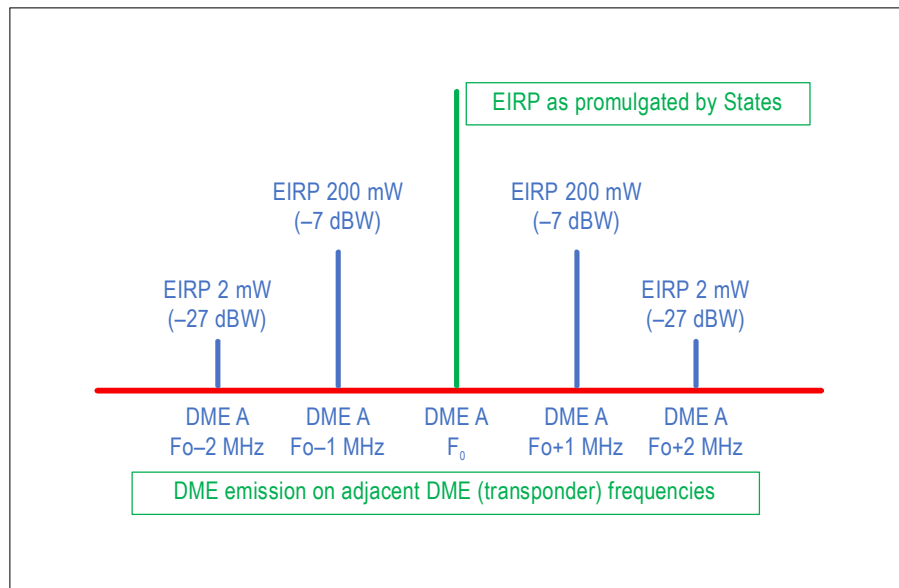 EIRP as promulgated by States
EIRP 200 mW
(–7 dBW)
EIRP 200 mW
(–7 dBW)
EIRP 2 mW
(–27 dBW)
EIRP 2 mW
(–27 dBW)
DME A
Fo–2 MHz
DME A
Fo–1 MHz
DME A
F₀
DME A
Fo+1 MHz
DME A
Fo+2 MHz
DME emission on adjacent DME (transponder) frequencies